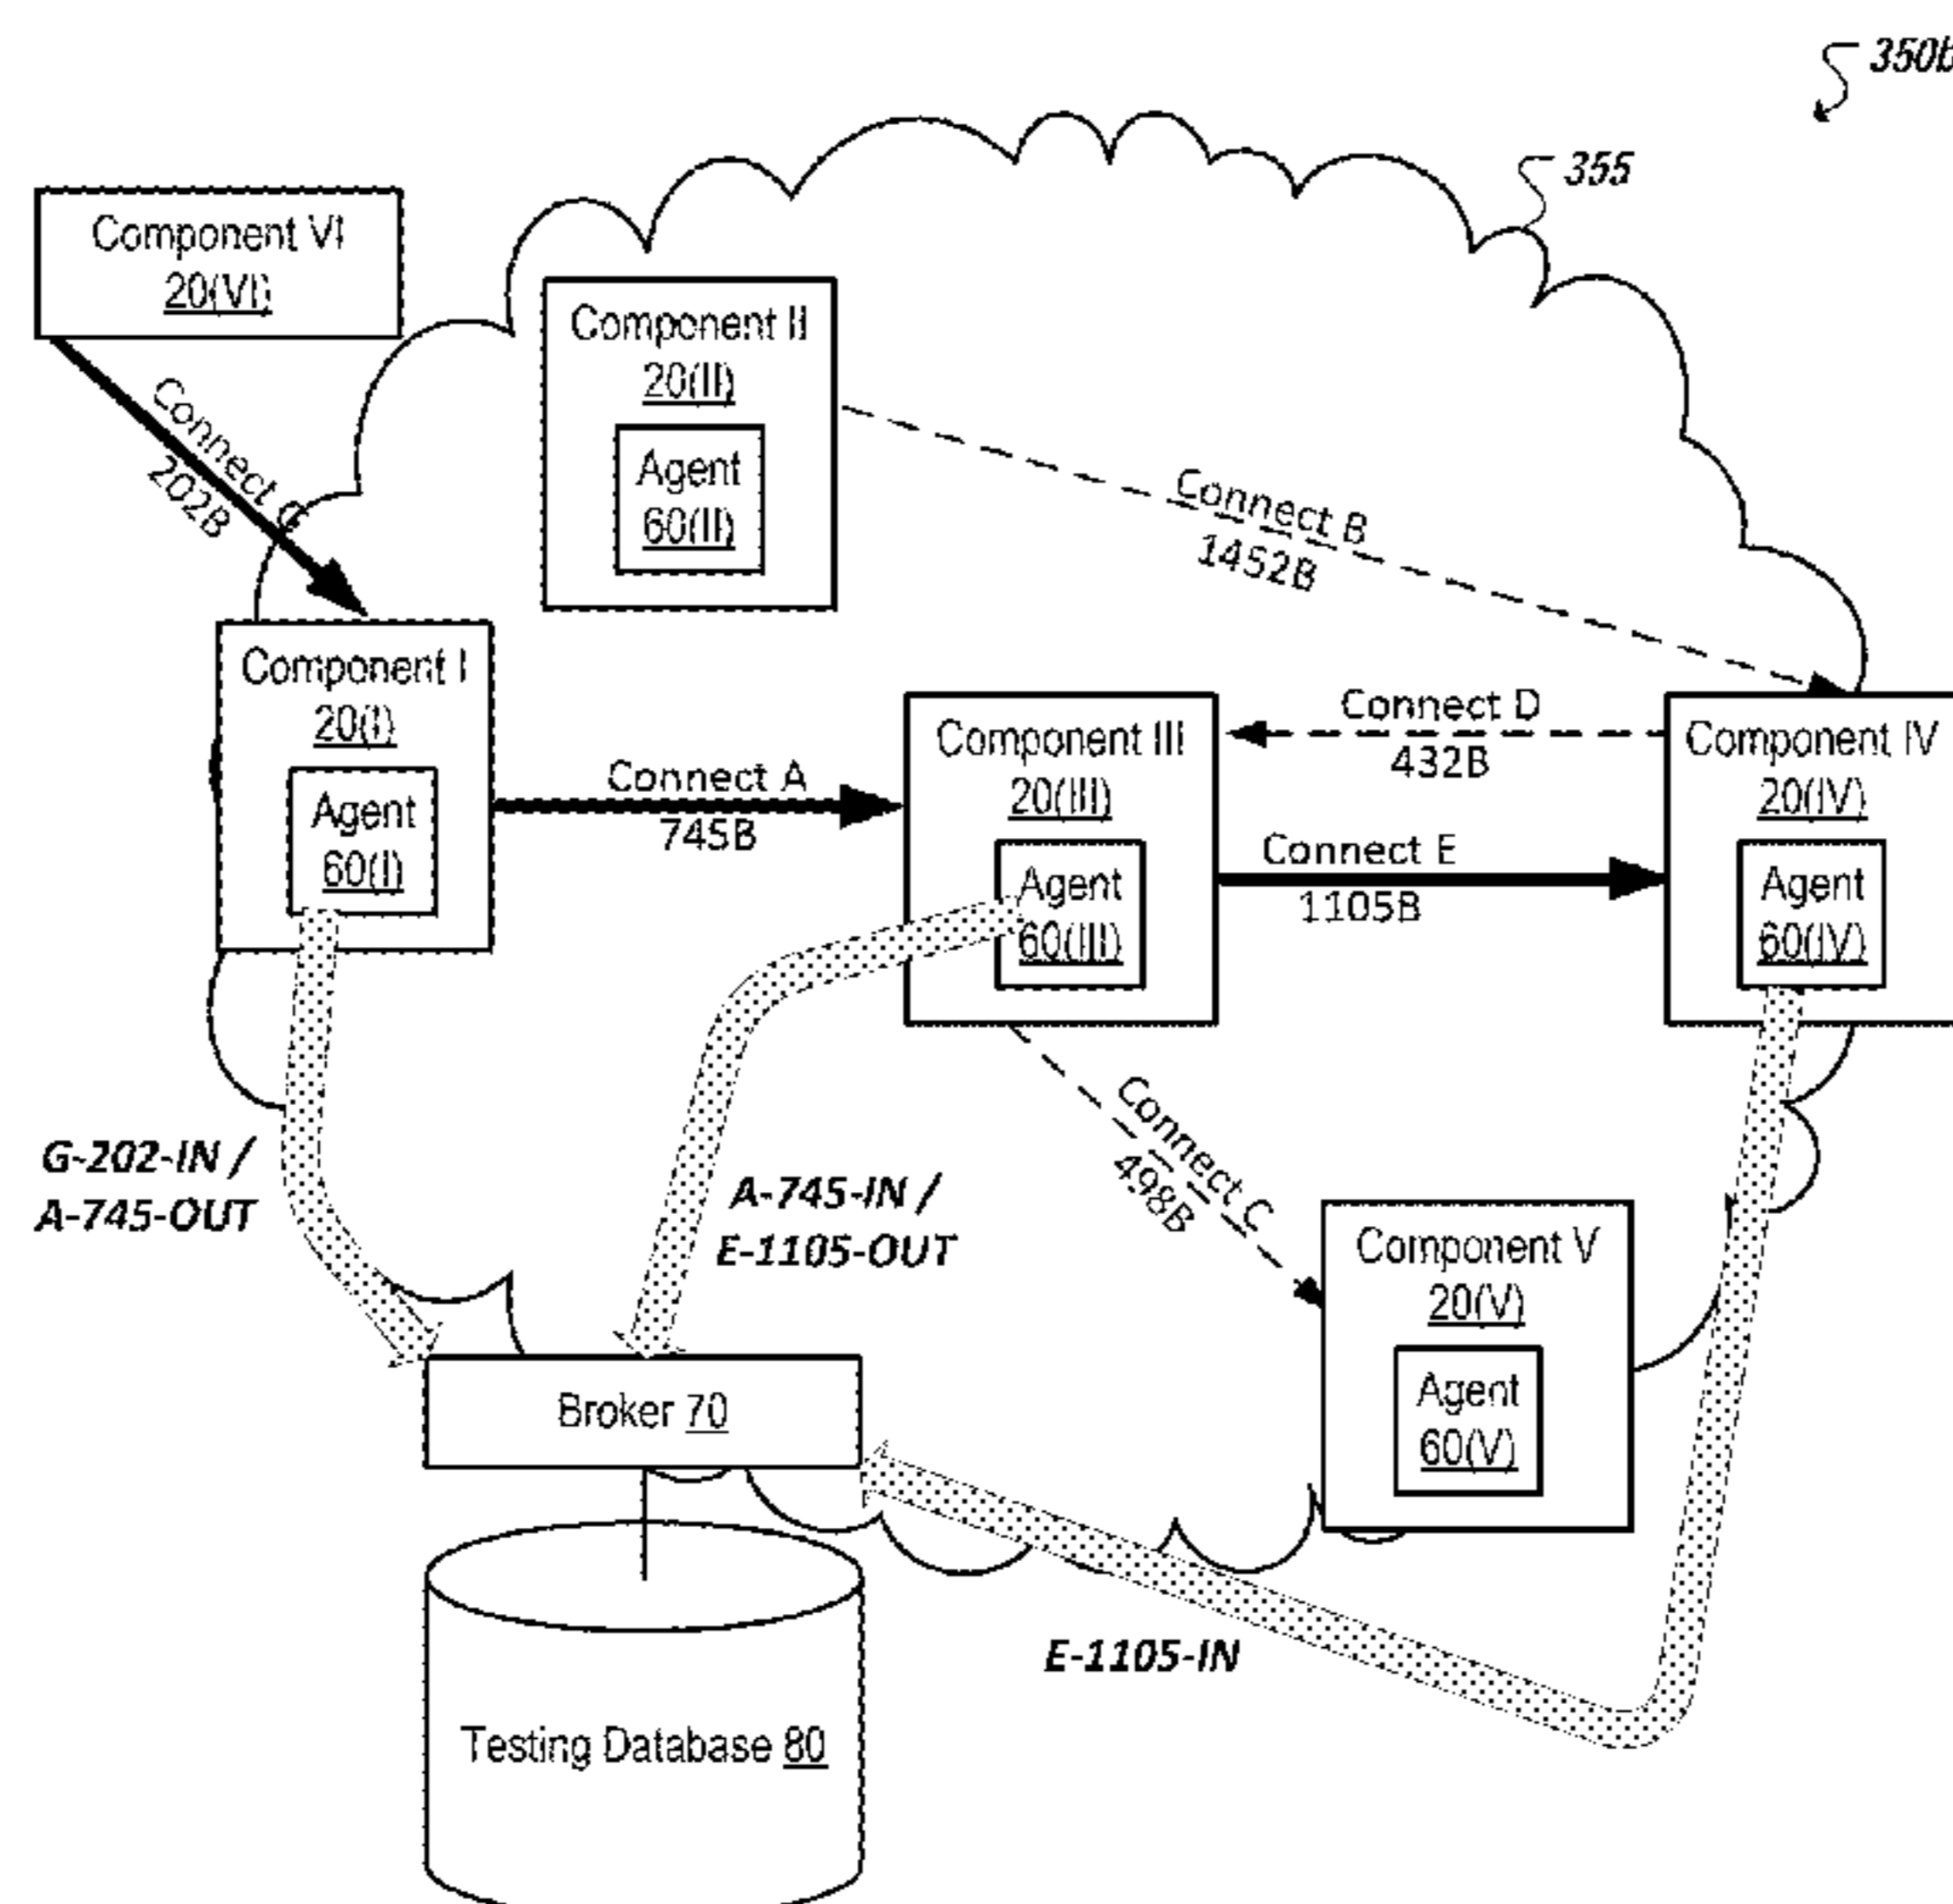 350b
355
Component VI
20(VI)
Connect G
202B
Component II
20(II)
Agent
60(II)
Connect B
1452B
Component I
20(I)
Agent
60(I)
Connect A
745B
Component III
20(III)
Agent
60(III)
Connect D
432B
Connect E
1105B
Component IV
20(IV)
Agent
60(IV)
G-202-IN /
A-745-OUT
A-745-IN /
E-1105-OUT
Connect C
498B
Component V
20(V)
Agent
60(V)
Broker 70
E-1105-IN
Testing Database 80